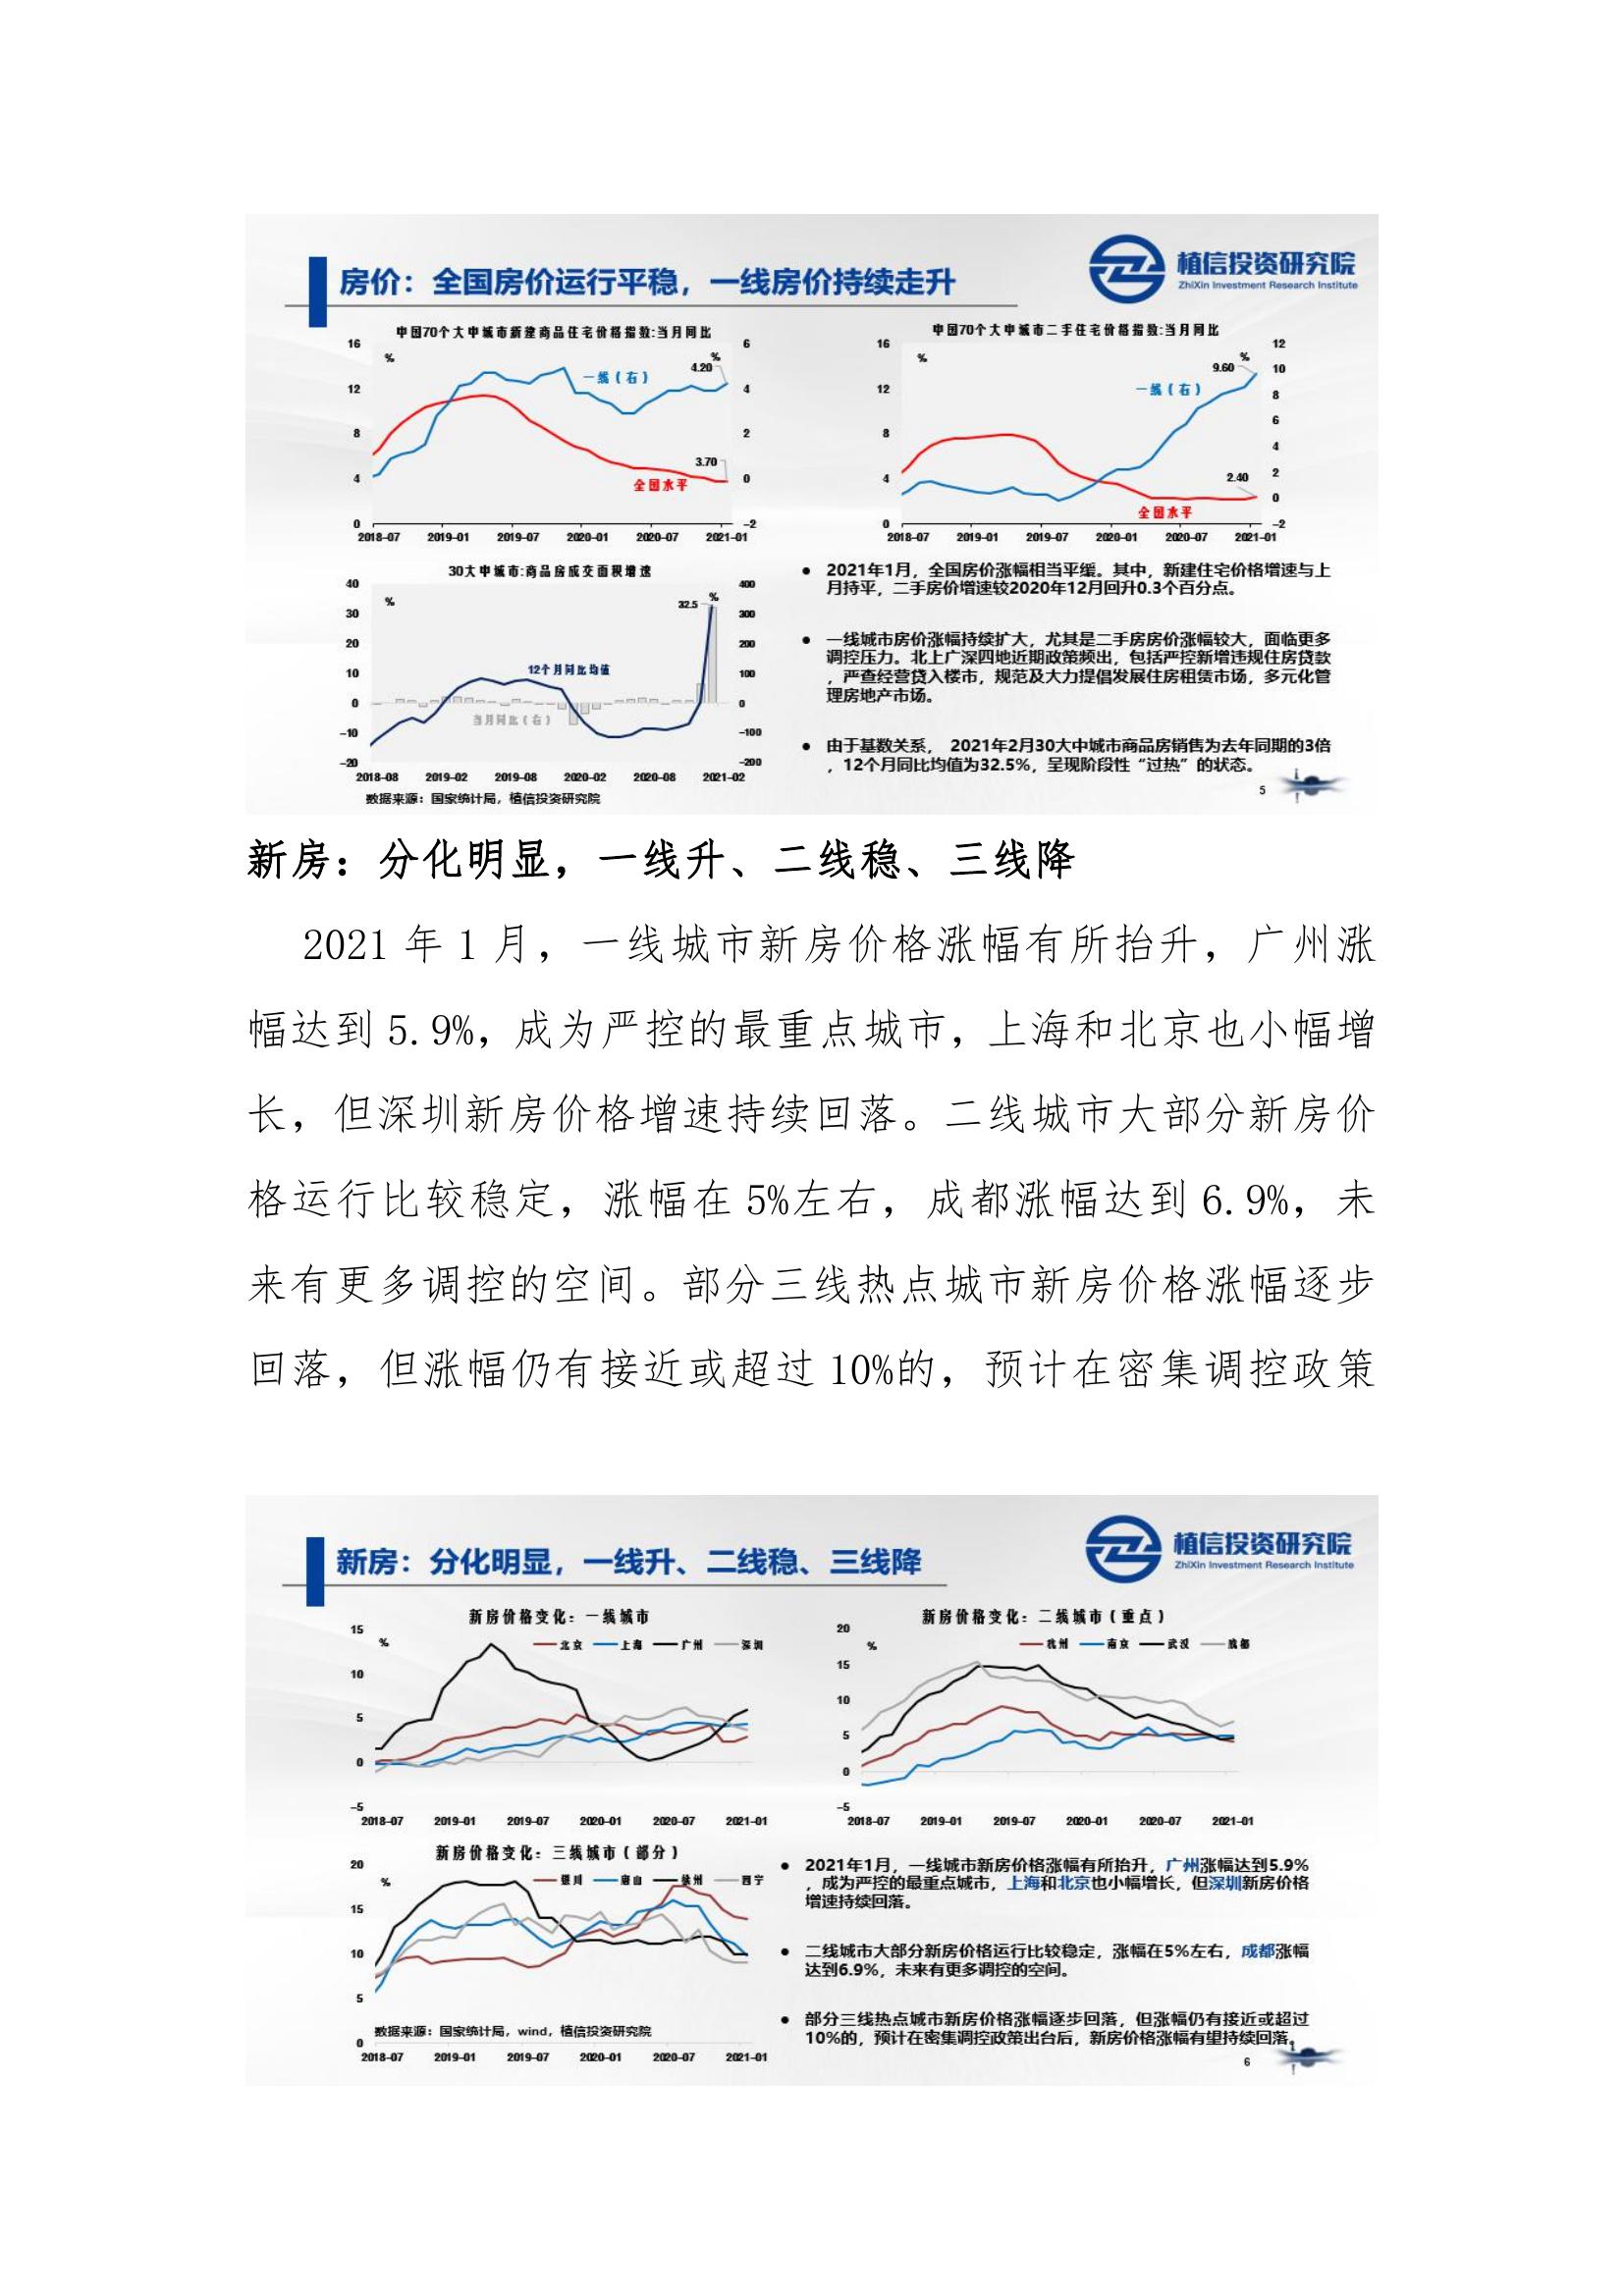 房价：全国房价运行平稳，一线房价持续走升
植信投资研究院
ZhiXin Investment Research Institute
中国70个大中城市新建商品住宅价格指数:当月同比
16
12
8
4
0
%
%
6
4
2
0
-2
4.20
一线（右）
3.70
全国水平
2018-07 2019-01 2019-07 2020-01 2020-07 2021-01
中国70个大中城市二手住宅价格指数:当月同比
16
12
8
4
0
%
%
12
10
8
6
4
2
0
-2
9.60
一线（右）
2.40
全国水平
2018-07 2019-01 2019-07 2020-01 2020-07 2021-01
30大中城市:商品房成交面积增速
40
30
20
10
0
-10
-20
%
%
400
300
200
100
0
-100
-200
32.5
12个月同比均值
当月同比（右）
2018-08 2019-02 2019-08 2020-02 2020-08 2021-02
数据来源：国家统计局，植信投资研究院
● 2021年1月，全国房价涨幅相当平缓。其中，新建住宅价格增速与上
月持平，二手房价增速较2020年12月回升0.3个百分点。
● 一线城市房价涨幅持续扩大，尤其是二手房房价涨幅较大，面临更多
调控压力。北上广深四地近期政策频出，包括严控新增违规住房贷款
，严查经营贷入楼市，规范及大力提倡发展住房租赁市场，多元化管
理房地产市场。
● 由于基数关系， 2021年2月30大中城市商品房销售为去年同期的3倍
，12个月同比均值为32.5%，呈现阶段性“过热”的状态。
5
新房：分化明显，一线升、二线稳、三线降
2021 年 1 月，一线城市新房价格涨幅有所抬升，广州涨
幅达到 5.9%，成为严控的最重点城市，上海和北京也小幅增
长，但深圳新房价格增速持续回落。二线城市大部分新房价
格运行比较稳定，涨幅在 5%左右，成都涨幅达到 6.9%，未
来有更多调控的空间。部分三线热点城市新房价格涨幅逐步
回落，但涨幅仍有接近或超过 10%的，预计在密集调控政策
新房：分化明显，一线升、二线稳、三线降
植信投资研究院
ZhiXin Investment Research Institute
新房价格变化：一线城市
15
10
5
0
-5
%
北京 上海 广州 深圳
2018-07 2019-01 2019-07 2020-01 2020-07 2021-01
新房价格变化：二线城市（重点）
20
15
10
5
0
-5
%
杭州 南京 武汉 成都
2018-07 2019-01 2019-07 2020-01 2020-07 2021-01
新房价格变化：三线城市（部分）
20
15
10
5
0
%
银川 唐山 徐州 西宁
数据来源：国家统计局，wind，植信投资研究院
2018-07 2019-01 2019-07 2020-01 2020-07 2021-01
● 2021年1月，一线城市新房价格涨幅有所抬升，广州涨幅达到5.9%
，成为严控的最重点城市，上海和北京也小幅增长，但深圳新房价格
增速持续回落。
● 二线城市大部分新房价格运行比较稳定，涨幅在5%左右，成都涨幅
达到6.9%，未来有更多调控的空间。
● 部分三线热点城市新房价格涨幅逐步回落，但涨幅仍有接近或超过
10%的，预计在密集调控政策出台后，新房价格涨幅有望持续回落。
6